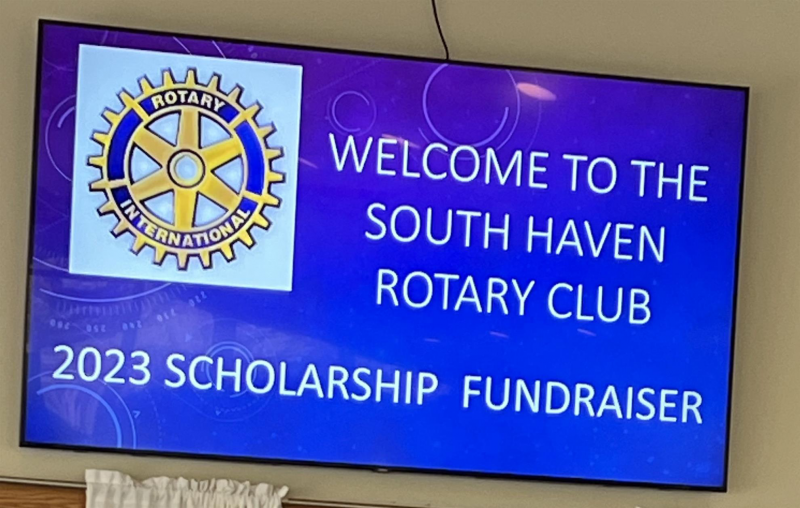 ROTARY
INTERNATIONAL
WELCOME TO THE
SOUTH HAVEN
ROTARY CLUB
2023 SCHOLARSHIP FUNDRAISER